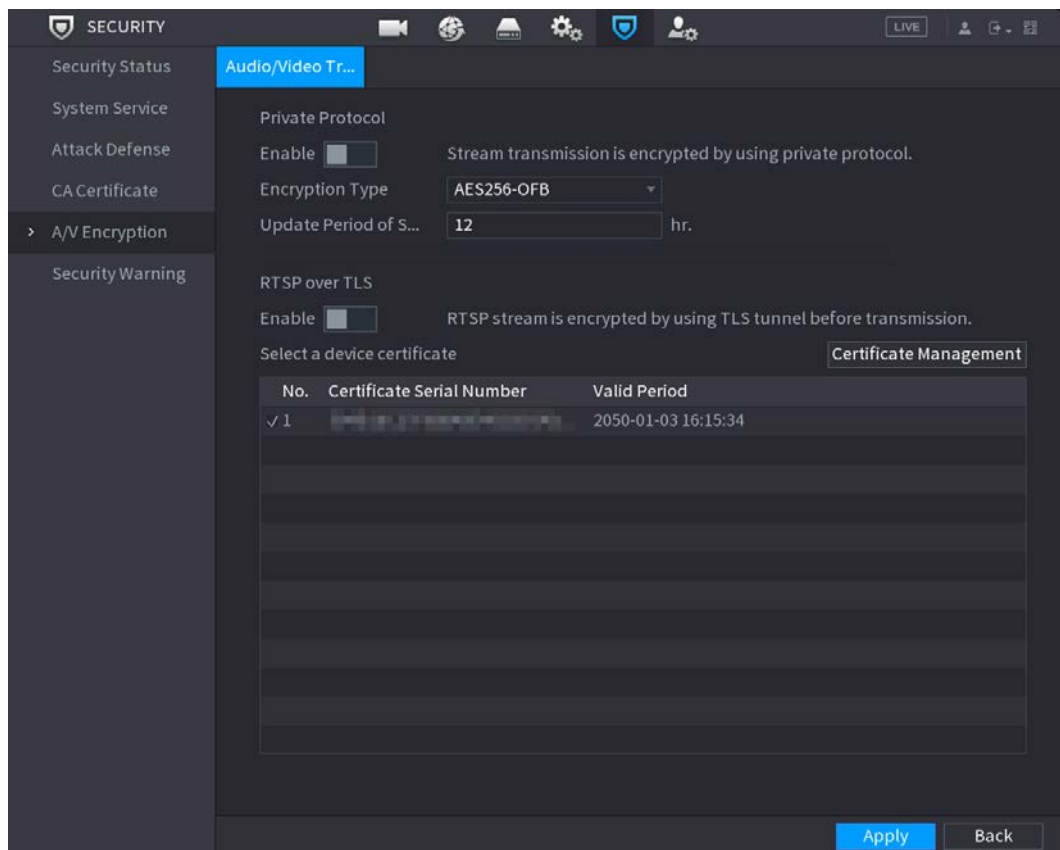 SECURITY
LIVE
Security Status
System Service
Attack Defense
CA Certificate
A/V Encryption
Security Warning
Audio/Video Tr...
Private Protocol
Enable Stream transmission is encrypted by using private protocol.
Encryption Type AES256-OFB
Update Period of S... 12 hr.
RTSP over TLS
Enable RTSP stream is encrypted by using TLS tunnel before transmission.
Select a device certificate Certificate Management
No. Certificate Serial Number Valid Period
1 2050-01-03 16:15:34
Apply Back